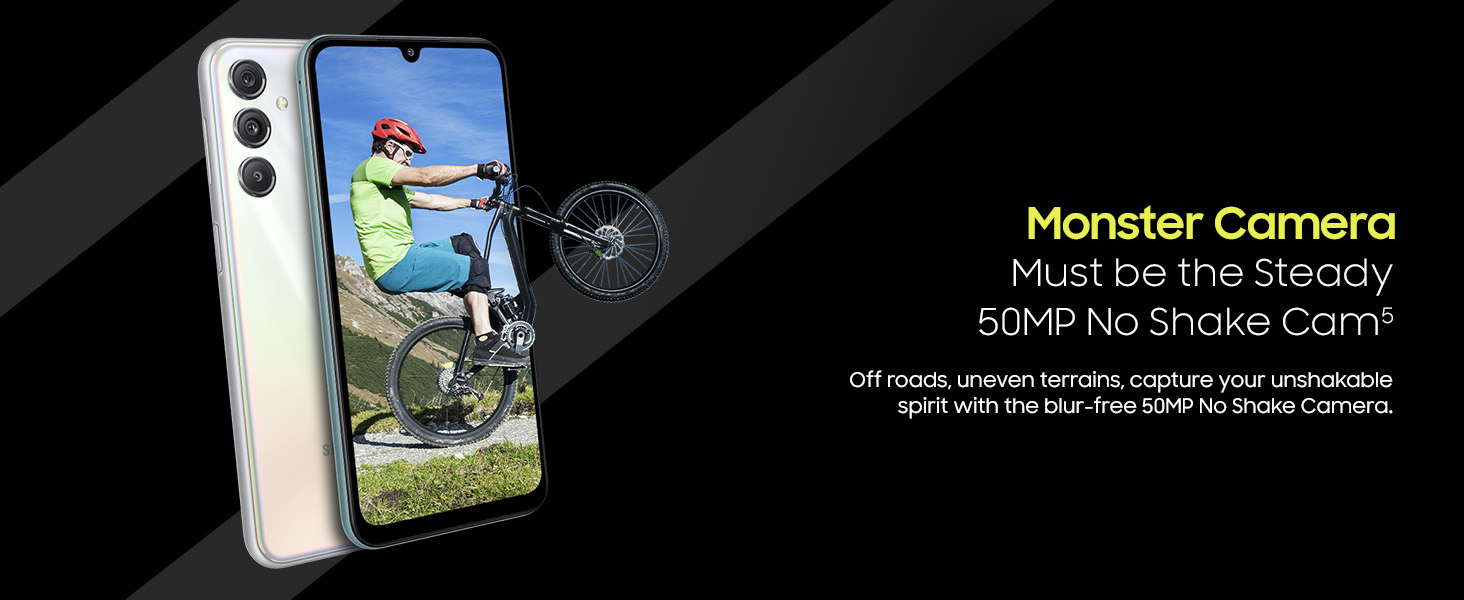 Monster Camera
Must be the Steady
50MP No Shake Cam⁵
Off roads, uneven terrains, capture your unshakable
spirit with the blur-free 50MP No Shake Camera.